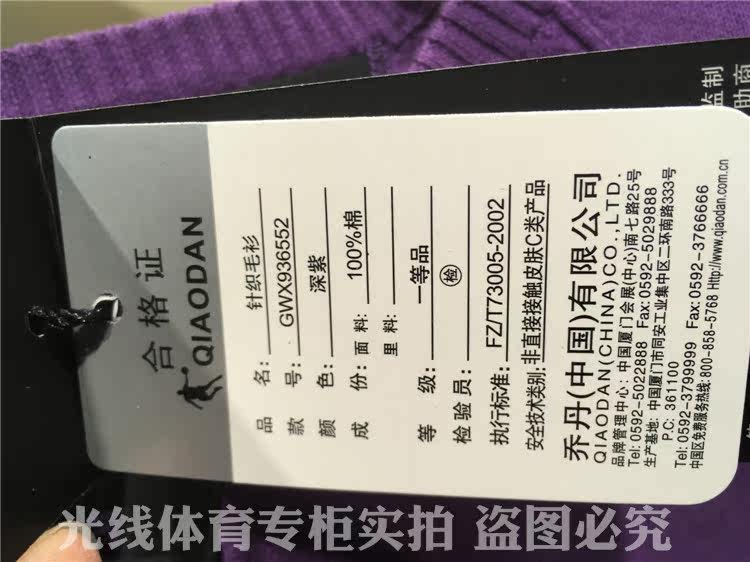 合格证
QIAODAN
品 名: 针织毛衫
款 号: GWX936552
颜 色: 深紫
成 份: 面 料: 100%棉
里 料:
等 级: 一等品
检验员: 检
执行标准: FZ/T73005-2002
安全技术类别: 非直接接触皮肤C类产品
乔丹(中国)有限公司
QIAODAN(CHINA)CO.,LTD.
品牌管理中心: 中国厦门会展(中心)南七路25号
Tel:0592-5022888 Fax:0592-5029888
生产基地: 中国厦门市同安工业集中区二环南路333号
P.C: 361100
Tel:0592-3799999 Fax:0592-3766666
中国区免费服务热线:800-858-5768 Http://www.qiaodan.com.cn
监制
助商
光线体育专柜实拍 盗图必究